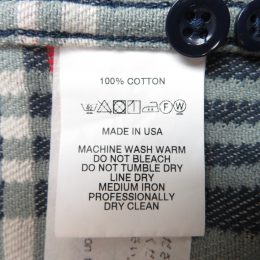 100% COTTON
F W
MADE IN USA
MACHINE WASH WARM
DO NOT BLEACH
DO NOT TUMBLE DRY
LINE DRY
MEDIUM IRON
PROFESSIONALLY
DRY CLEAN